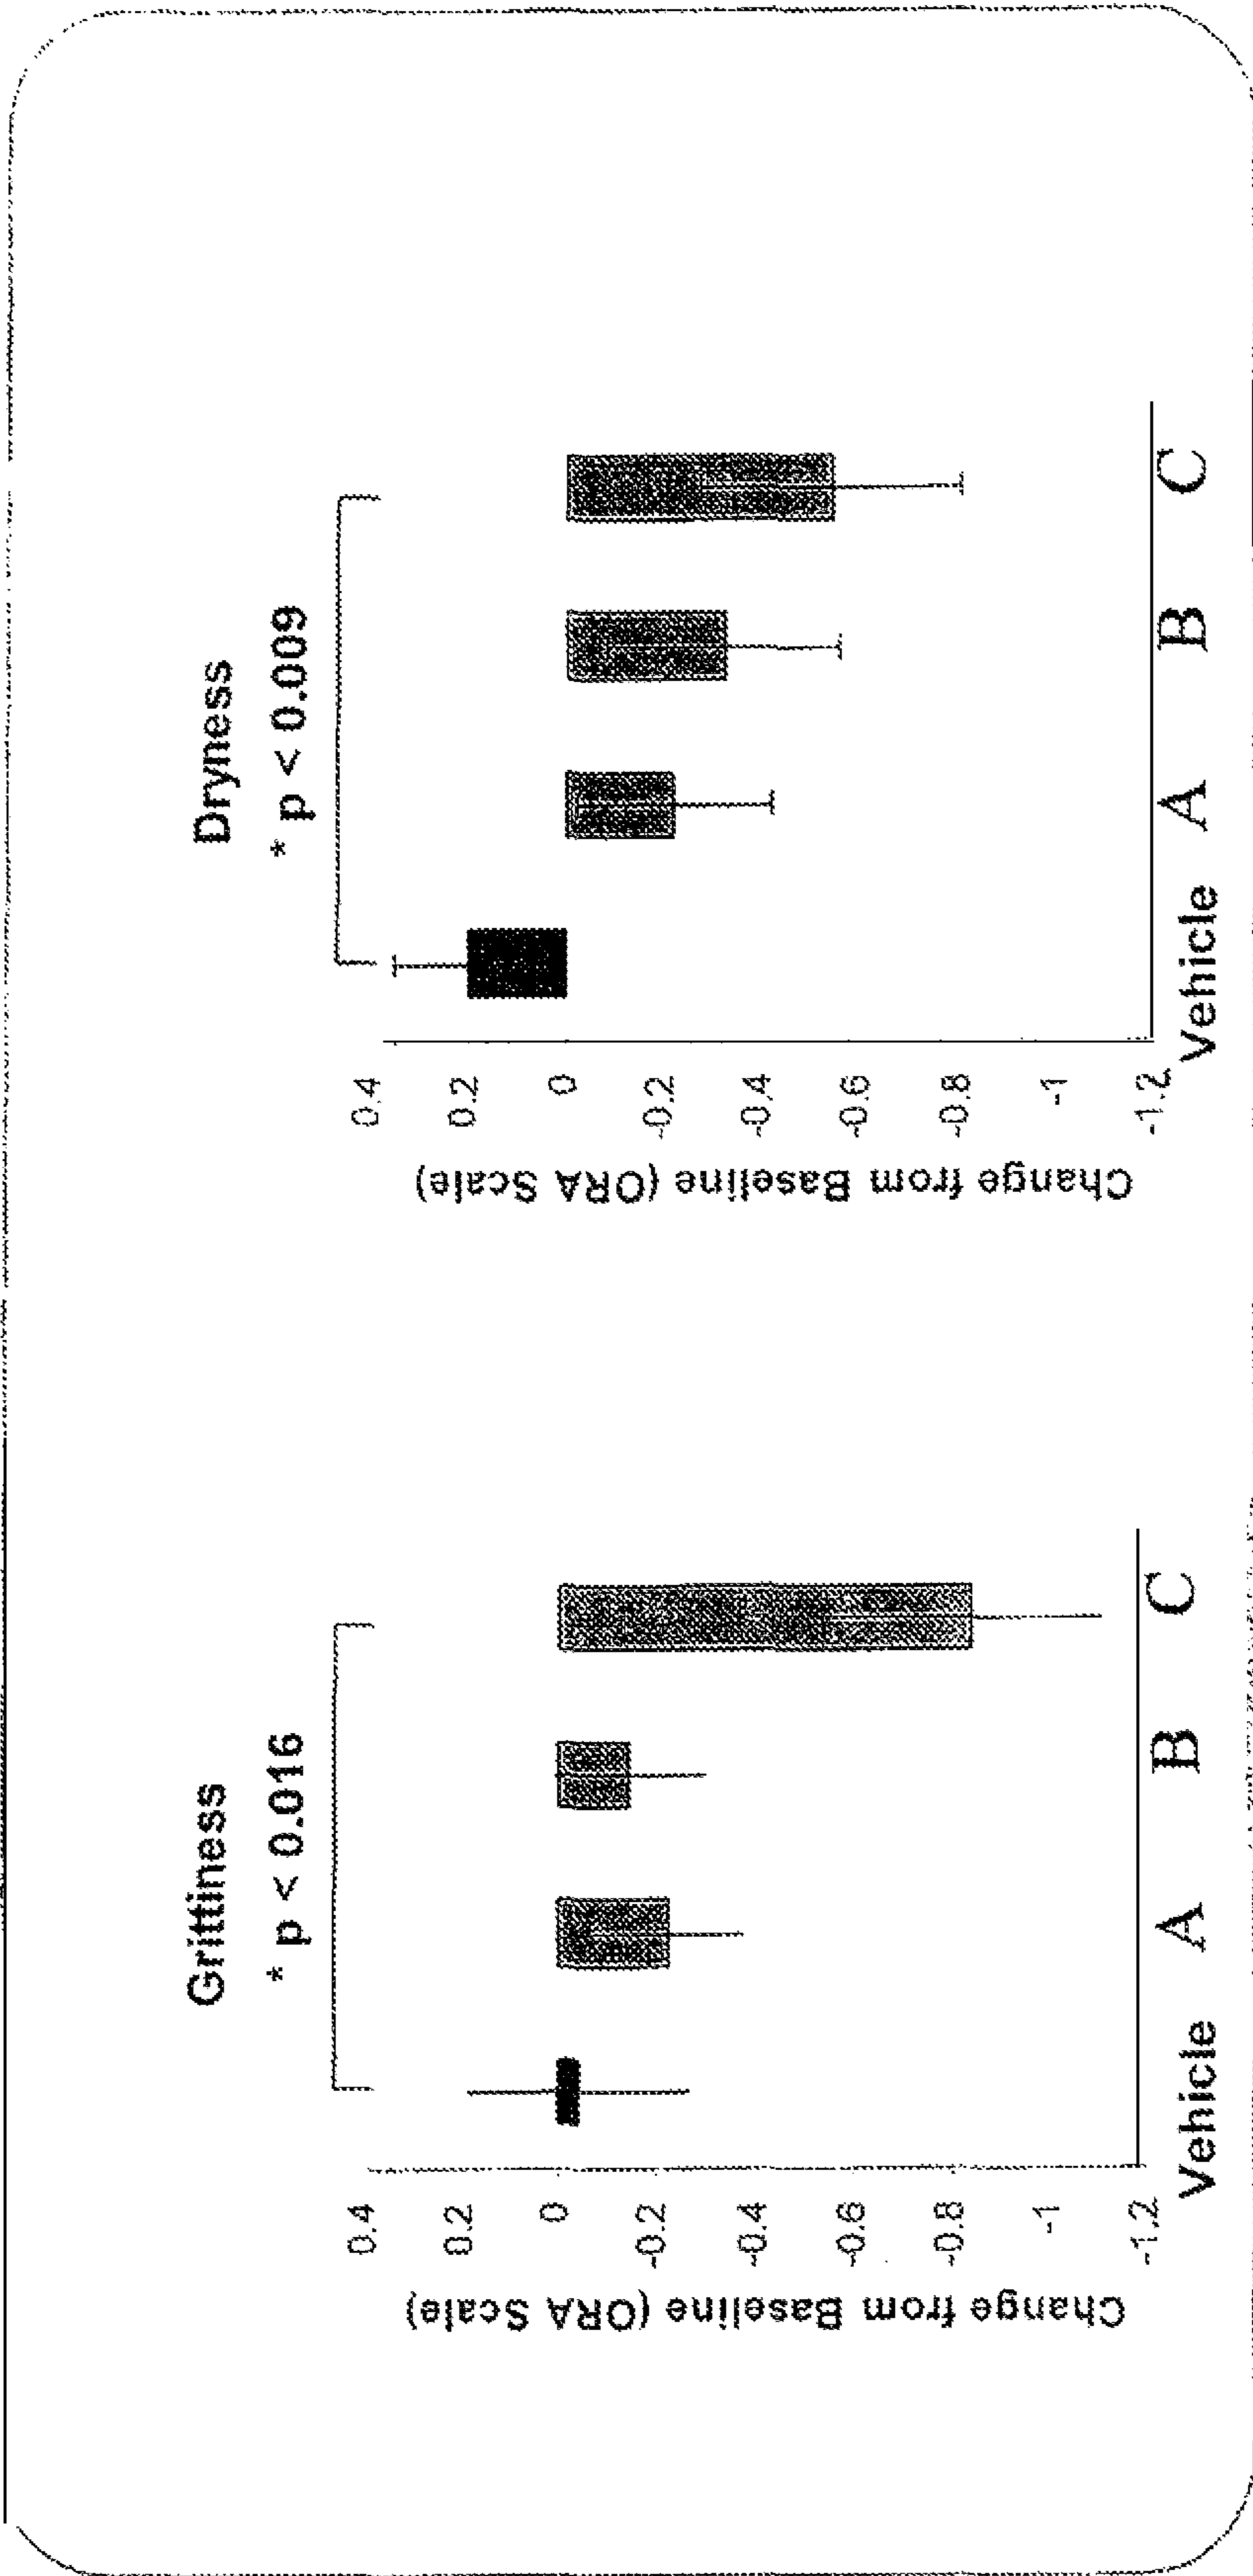 Grittiness
* p < 0.016
Change from Baseline (ORA Scale)
0.4
0.2
0
-0.2
-0.4
-0.6
-0.8
-1
-1.2
Vehicle A B C
Dryness
* p < 0.009
Change from Baseline (ORA Scale)
0.4
0.2
0
-0.2
-0.4
-0.6
-0.8
-1
-1.2
Vehicle A B C